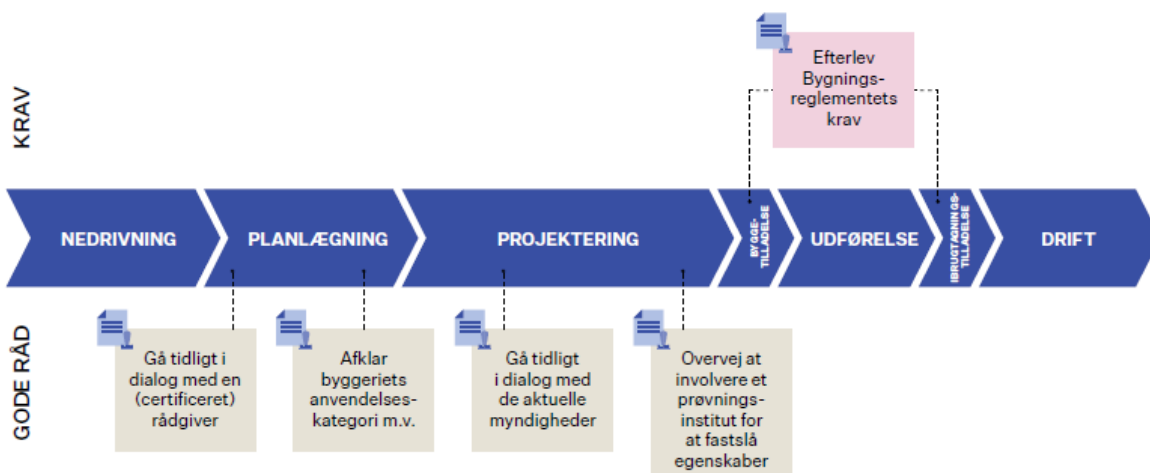 KRAV
Efterlev
Bygnings-
reglementets
krav
NEDRIVNING
PLANLÆGNING
PROJEKTERING
BYGGE-
TILLADELSE
UDFØRELSE
IBRUGTAGNINGS-
TILLADELSE
DRIFT
GODE RÅD
Gå tidligt i
dialog med en
(certificeret)
rådgiver
Afklar
byggeriets
anvendelses-
kategori m.v.
Gå tidligt
i dialog med
de aktuelle
myndigheder
Overvej at
involvere et
prøvnings-
institut for
at fastslå
egenskaber